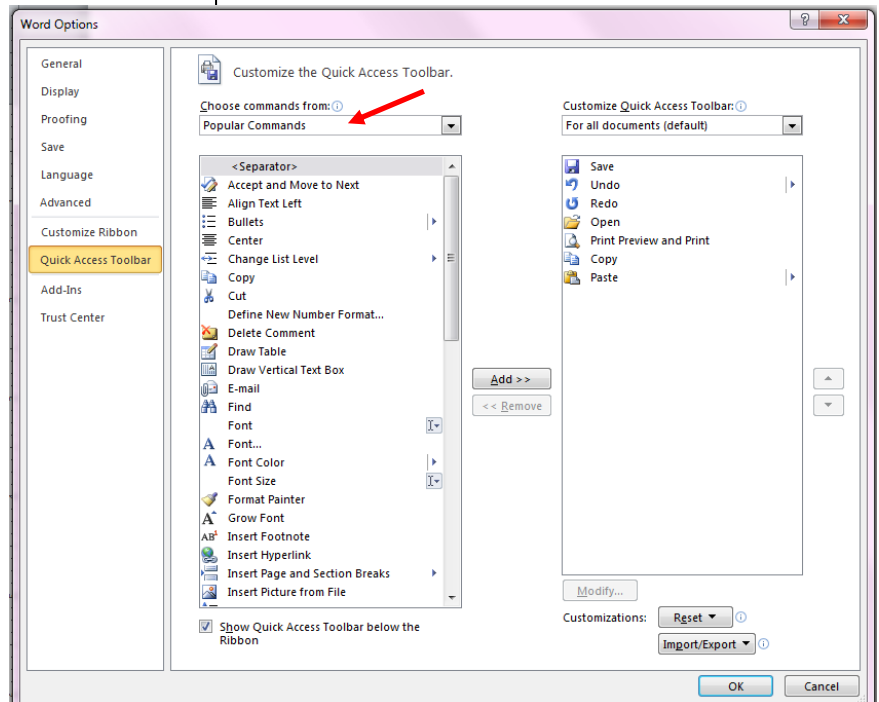 Word Options
General
Display
Proofing
Save
Language
Advanced
Customize Ribbon
Quick Access Toolbar
Add-Ins
Trust Center
Customize the Quick Access Toolbar.
Choose commands from:
Popular Commands
<Separator>
Accept and Move to Next
Align Text Left
Bullets
Center
Change List Level
Copy
Cut
Define New Number Format...
Delete Comment
Draw Table
Draw Vertical Text Box
E-mail
Find
Font
Font...
Font Color
Font Size
Format Painter
Grow Font
Insert Footnote
Insert Hyperlink
Insert Page and Section Breaks
Insert Picture from File
Show Quick Access Toolbar below the
Ribbon
Add >>
<< Remove
Customize Quick Access Toolbar:
For all documents (default)
Save
Undo
Redo
Open
Print Preview and Print
Copy
Paste
Modify...
Customizations:
Reset
Import/Export
OK
Cancel